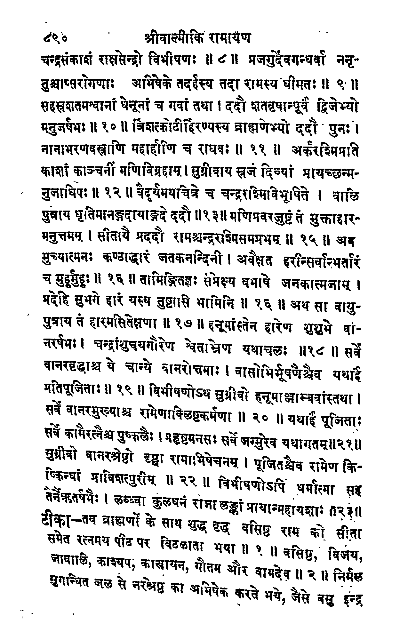 ८९० श्रीवाल्मीकि रामायण
चन्द्रसंकाशं राक्षसेन्द्रो विभीषणः ॥ ८ ॥ प्रजगुर्देवगन्धर्वा ननृ-
तुश्चाप्सरोगणाः अभिषेके तदर्हस्य तदा रामस्य धीमतः ॥ ९ ॥
सहस्रशतमश्वानां धेनूनां च गवां तथा । ददौ शतवृषान्पूर्वं द्विजेभ्यो
मनुजर्षभः ॥ १० ॥ त्रिंशत्कोटीर्हिरण्यस्य ब्राह्मणेभ्यो ददौ पुनः ।
नानाभरणवस्त्राणि महार्हाणि च राघवः ॥ ११ ॥ अर्करश्मिप्रति
काशां काञ्चनीं मणिविग्रहाम् । सुग्रीवाय स्रजं दिव्यां प्रायच्छन्म-
नुजाधिपः ॥ १२ ॥ वैदूर्यमयचित्रे च चन्द्ररश्मिविभूषिते । वालि
पुत्राय धृतिमानङ्गदायाङ्गदे ददौ ॥१३॥ मणिप्रवरजुष्टं तं मुक्ताहार-
मनुत्तमम् । सीतायै प्रददौ रामश्चन्द्ररश्मिसमप्रभम् ॥ १५ ॥ अव
मुच्यात्मनः कण्ठाद्धारं जनकनन्दिनी । अवैक्षत हरीन्सर्वान्भर्तारं
च मुहुर्मुहुः ॥ १६ ॥ तामिङ्गितज्ञः संप्रेक्ष्य बभाषे जनकात्मजाम् ।
प्रदेहि सुभगे हारं यस्य तुष्टासि भामिनि ॥ १६ ॥ अथ सा वायु-
पुत्राय तं हारमसितेक्षणा ॥ १७ ॥ हनूमांस्तेन हारेण शुशुभे वा-
नरर्षभः । चन्द्रांशुचयगौरेण श्वेताभ्रेण यथाचलः ॥१८ ॥ सर्वे
वानरवृद्धाश्च ये चान्ये वानरोत्तमाः । वासोभिर्भूषणैश्चैव यथार्हं
प्रतिपूजिताः ॥ १९ ॥ विभीषणोऽथ सुग्रीवो हनूमाञ्जाम्बवांस्तथा ।
सर्वे वानरमुख्याश्च रामेणाक्लिष्टकर्मणा ॥ २० ॥ यथार्हं पूजिताः
सर्वे कामैरत्नैश्च पुष्कलैः । प्रहृष्टमनसः सर्वे जग्मुरेव यथागतम् ॥२१॥
सुग्रीवो वानरश्रेष्ठो दृष्ट्वा रामाभिषेचनम् । पूजितश्चैव रामेण कि-
ष्किन्धां प्राविशत्पुरीम् ॥ २२ ॥ विभीषणोऽपि धर्मात्मा सह
तैर्नैर्ऋतर्षभैः । लब्ध्वा कुलधनं राजा लङ्कां प्रायान्महायशाः ॥२३॥
टीका—तव ब्राह्मणों के साथ शुद्ध वृद्ध वसिष्ठ राम को सीता
समेत रत्नमय पीठ पर विठलाता भया ॥ १ ॥ वसिष्ठ, विजय,
जावालि, काश्यप, कात्यायन, गौतम और वामदेव ॥ २ ॥ निर्मल
सुगन्धित जल से नरश्रेष्ठ का अभिषेक करते भये, जैसे वसु इन्द्र